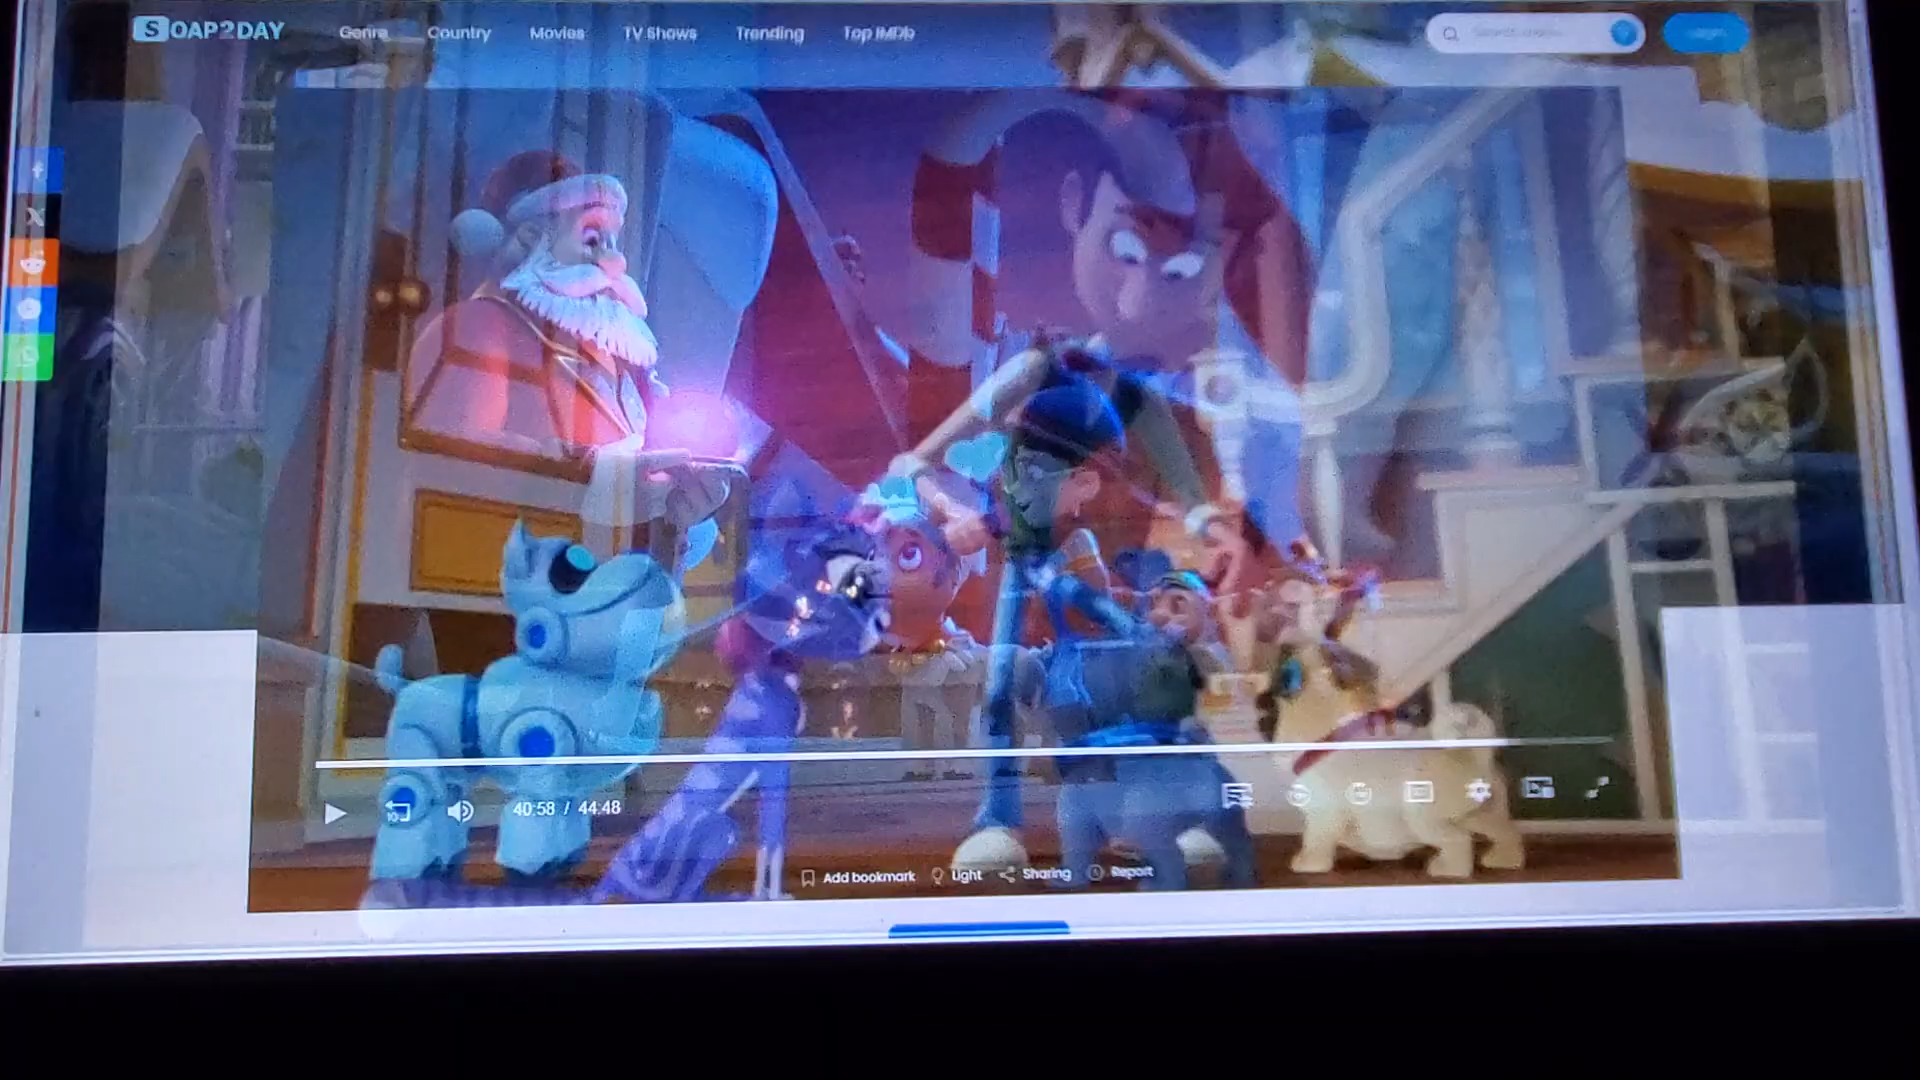 SOAP2DAY
Genre Country Movies TV Shows Trending Top IMDb
40:58 / 44:48
Add bookmark Light Sharing Report